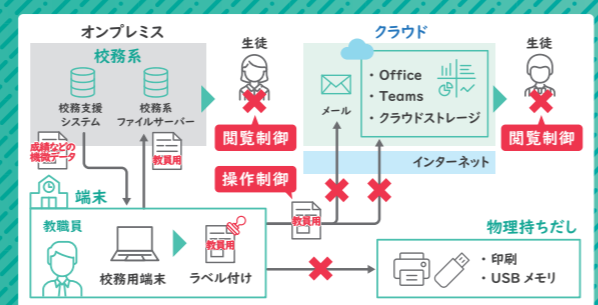 オンプレミス
校務系
校務支援
システム
校務系
ファイルサーバー
成績などの
機微データ
教員用
生徒
閲覧制御
クラウド
メール
・Office
・Teams
・クラウドストレージ
インターネット
生徒
閲覧制御
操作制御
教員用
端末
教職員
校務用端末
教員用
ラベル付け
物理持ちだし
・印刷
・USBメモリ